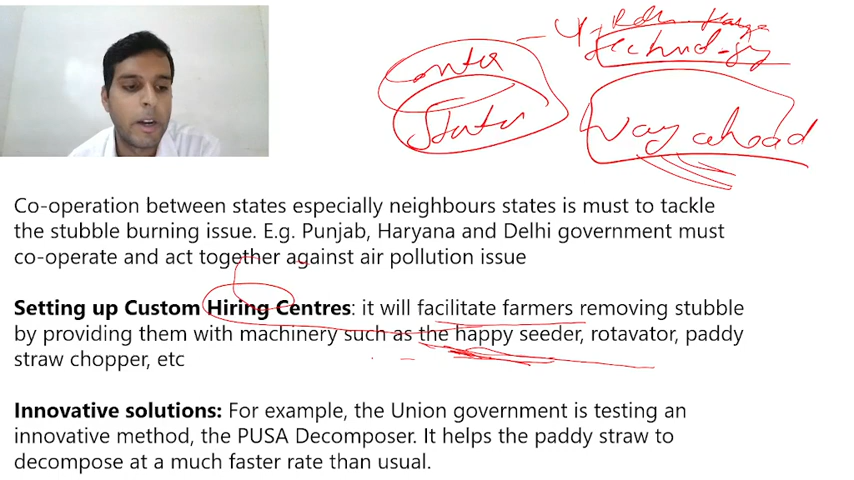 Technology
Center
States
Way ahead
Co-operation between states especially neighbours states is must to tackle
the stubble burning issue. E.g. Punjab, Haryana and Delhi government must
co-operate and act together against air pollution issue
Setting up Custom Hiring Centres: it will facilitate farmers removing stubble
by providing them with machinery such as the happy seeder, rotavator, paddy
straw chopper, etc
Innovative solutions: For example, the Union government is testing an
innovative method, the PUSA Decomposer. It helps the paddy straw to
decompose at a much faster rate than usual.